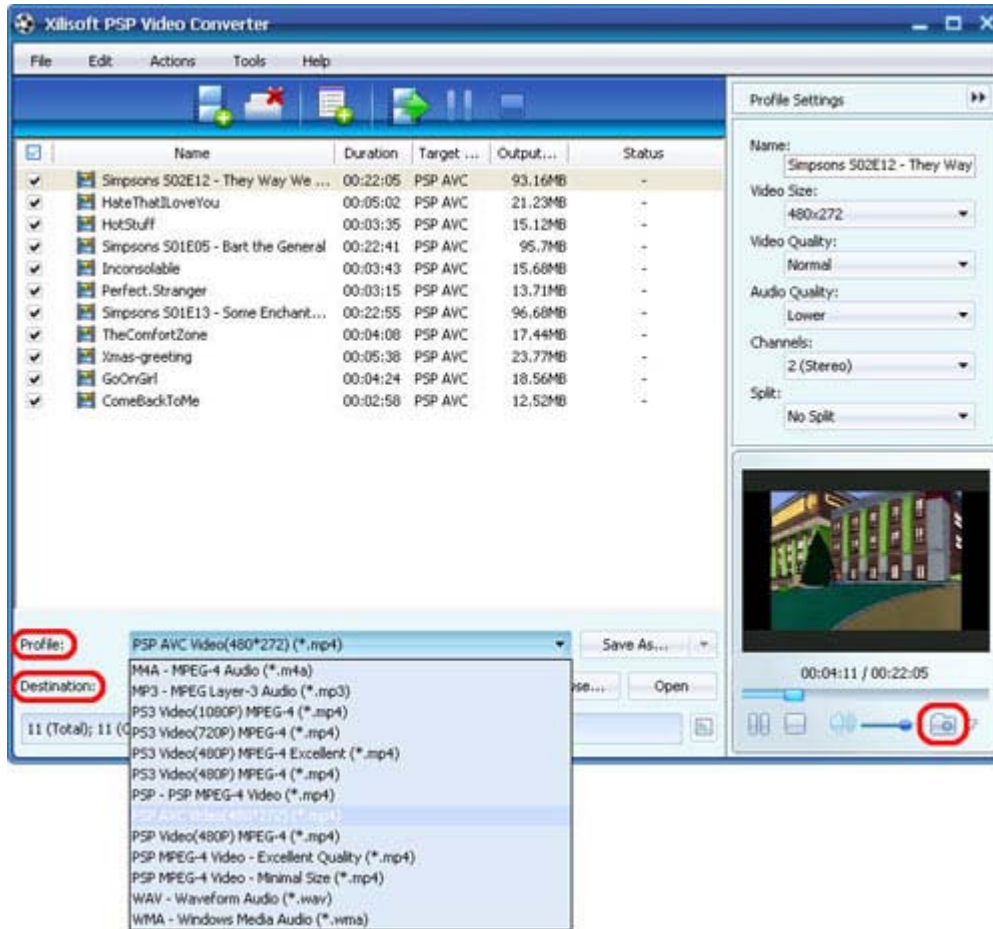 Xilisoft PSP Video Converter
File Edit Actions Tools Help
Name Duration Target ... Output... Status
Simpsons S02E12 - They Way We ... 00:22:05 PSP AVC 93.16MB -
HateThatILoveYou 00:05:02 PSP AVC 21.23MB -
HotStuff 00:03:35 PSP AVC 15.12MB -
Simpsons S01E05 - Bart the General 00:22:41 PSP AVC 95.7MB -
Inconsolable 00:03:43 PSP AVC 15.68MB -
Perfect.Stranger 00:03:15 PSP AVC 13.71MB -
Simpsons S01E13 - Some Enchant... 00:22:55 PSP AVC 96.68MB -
TheComfortZone 00:04:08 PSP AVC 17.44MB -
Xmas-greeting 00:05:38 PSP AVC 23.77MB -
GoOnGirl 00:04:24 PSP AVC 18.56MB -
ComeBackToMe 00:02:58 PSP AVC 12.52MB -
Profile Settings
Name:
Simpsons S02E12 - They Way
Video Size:
480x272
Video Quality:
Normal
Audio Quality:
Lower
Channels:
2 (Stereo)
Split:
No Split
00:04:11 / 00:22:05
Profile: PSP AVC Video(480*272) (*.mp4) Save As...
Destination: se... Open
11 (Total); 11 (
M4A - MPEG-4 Audio (*.m4a)
MP3 - MPEG Layer-3 Audio (*.mp3)
PS3 Video(1080P) MPEG-4 (*.mp4)
PS3 Video(720P) MPEG-4 (*.mp4)
PS3 Video(480P) MPEG-4 Excellent (*.mp4)
PS3 Video(480P) MPEG-4 (*.mp4)
PSP - PSP MPEG-4 Video (*.mp4)
PSP AVC Video(480*272) (*.mp4)
PSP Video(480P) MPEG-4 (*.mp4)
PSP MPEG-4 Video - Excellent Quality (*.mp4)
PSP MPEG-4 Video - Minimal Size (*.mp4)
WAV - Waveform Audio (*.wav)
WMA - Windows Media Audio (*.wma)